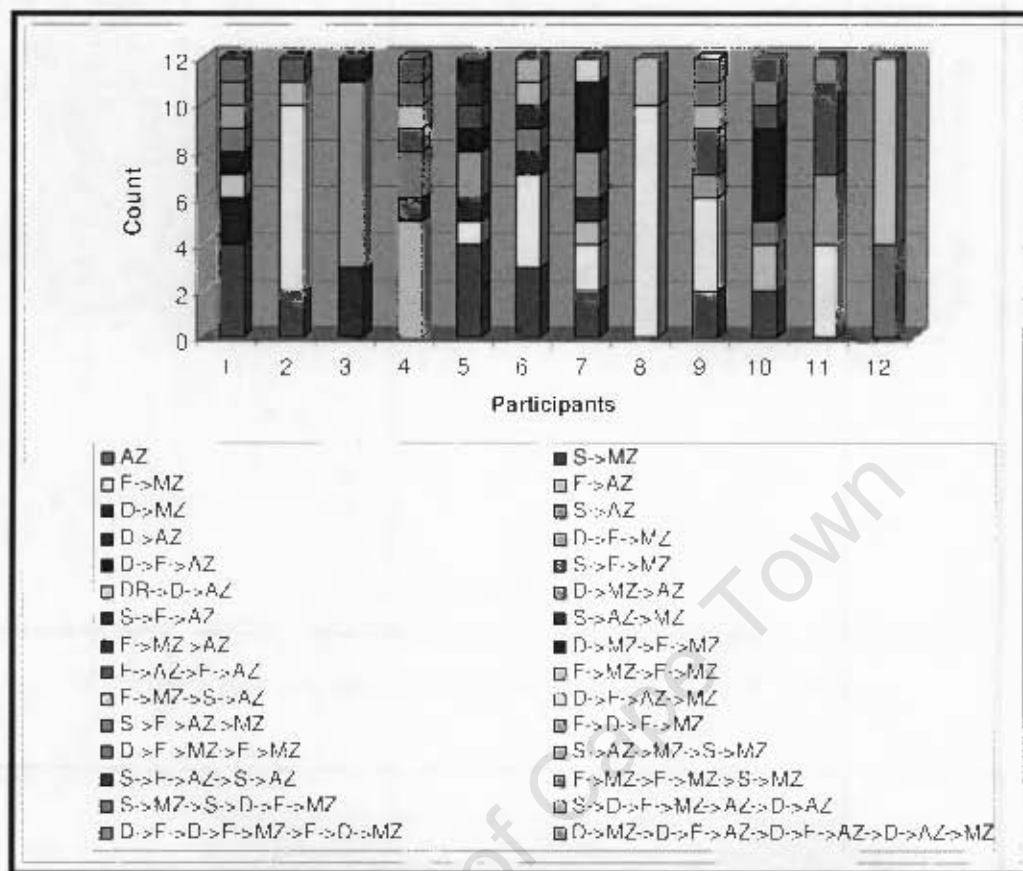 12
10
8
6
4
2
0
Count
1 2 3 4 5 6 7 8 9 10 11 12
Participants
AZ S->MZ
F->MZ F->AZ
D->MZ S->AZ
D->AZ D->F->MZ
D->F->AZ S->F->MZ
DR->D->AZ D->MZ->AZ
S->F->AZ S->AZ->MZ
F->MZ->AZ D->MZ->F->MZ
F->AZ->F->AZ F->MZ->F->MZ
F->MZ->S->AZ D->F->AZ->MZ
S->F->AZ->MZ F->D->F->MZ
D->F->MZ->F->MZ S->AZ->MZ->S->MZ
S->F->AZ->S->AZ F->MZ->F->MZ->S->MZ
S->MZ->S->D->F->MZ S->D->F->MZ->AZ->D->AZ
D->F->D->F->MZ->F->D->MZ D->MZ->D->F->AZ->D->F->AZ->D->AZ->MZ
of Cape Town